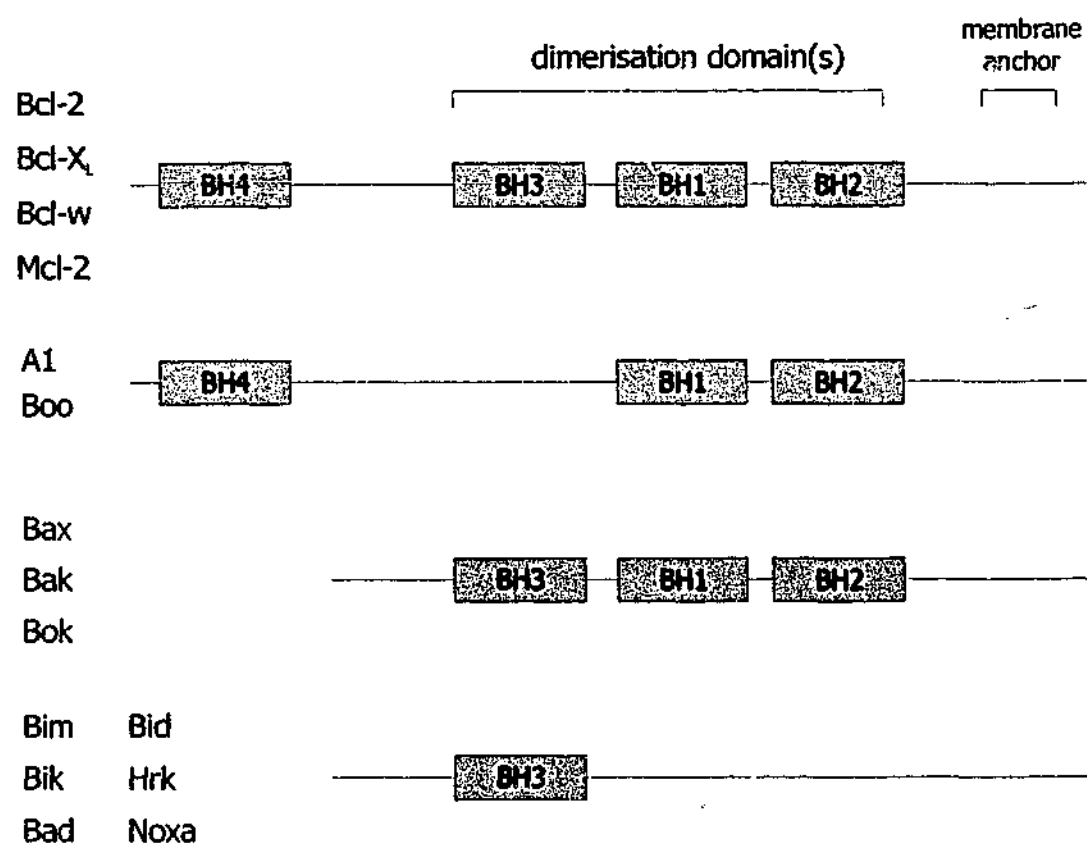 membrane
anchor
dimerisation domain(s)
Bcl-2
Bcl-XL
BH4 BH3 BH1 BH2
Bcl-w
Mcl-2
A1
BH4 BH1 BH2
Boo
Bax
Bak BH3 BH1 BH2
Bok
Bim Bid
Bik Hrk BH3
Bad Noxa